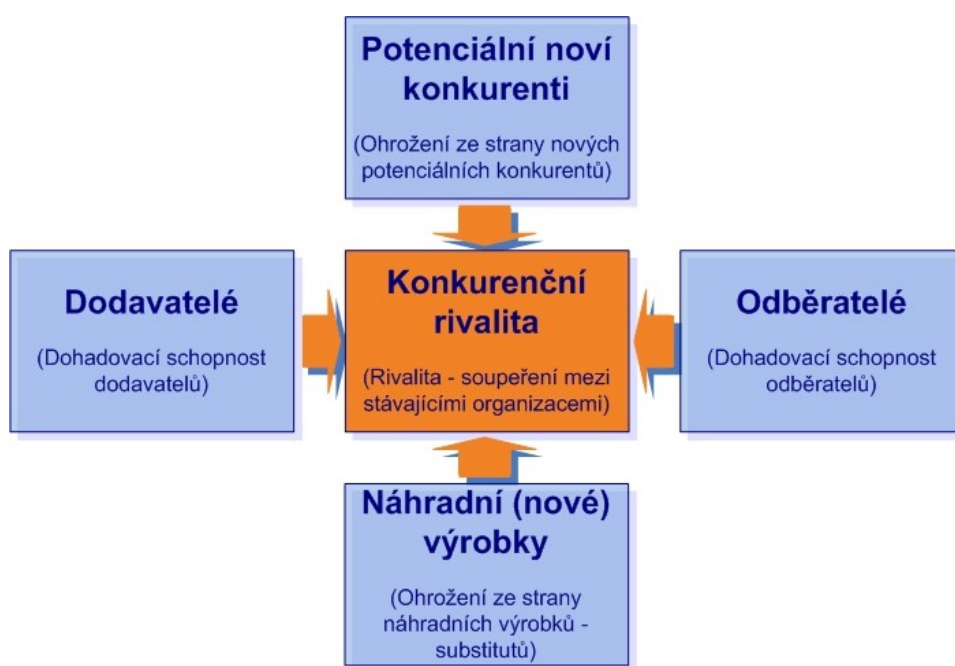 Potenciální noví
konkurenti
(Ohrožení ze strany nových
potenciálních konkurentů)
Dodavatelé
(Dohadovací schopnost
dodavatelů)
Konkurenční
rivalita
(Rivalita - soupeření mezi
stávajícími organizacemi)
Odběratelé
(Dohadovací schopnost
odběratelů)
Náhradní (nové)
výrobky
(Ohrožení ze strany
náhradních výrobků -
substitutů)